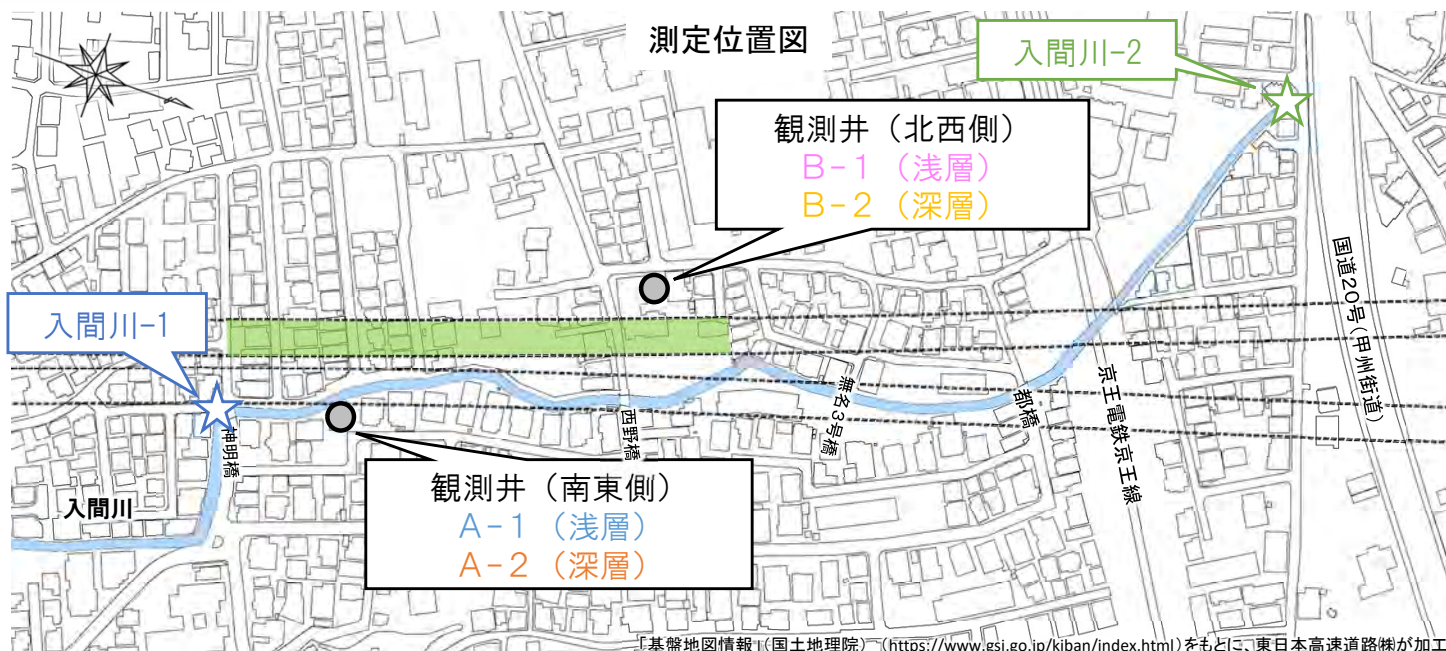 測定位置図
入間川-2
観測井（北西側）
B-1（浅層）
B-2（深層）
国道20号(甲州街道)
入間川-1
無名3号橋
都橋
京王電鉄京王線
西野橋
神明橋
観測井（南東側）
A-1（浅層）
A-2（深層）
入間川
「基盤地図情報」(国土地理院) (https://www.gsi.go.jp/kiban/index.html)をもとに、東日本高速道路㈱が加工